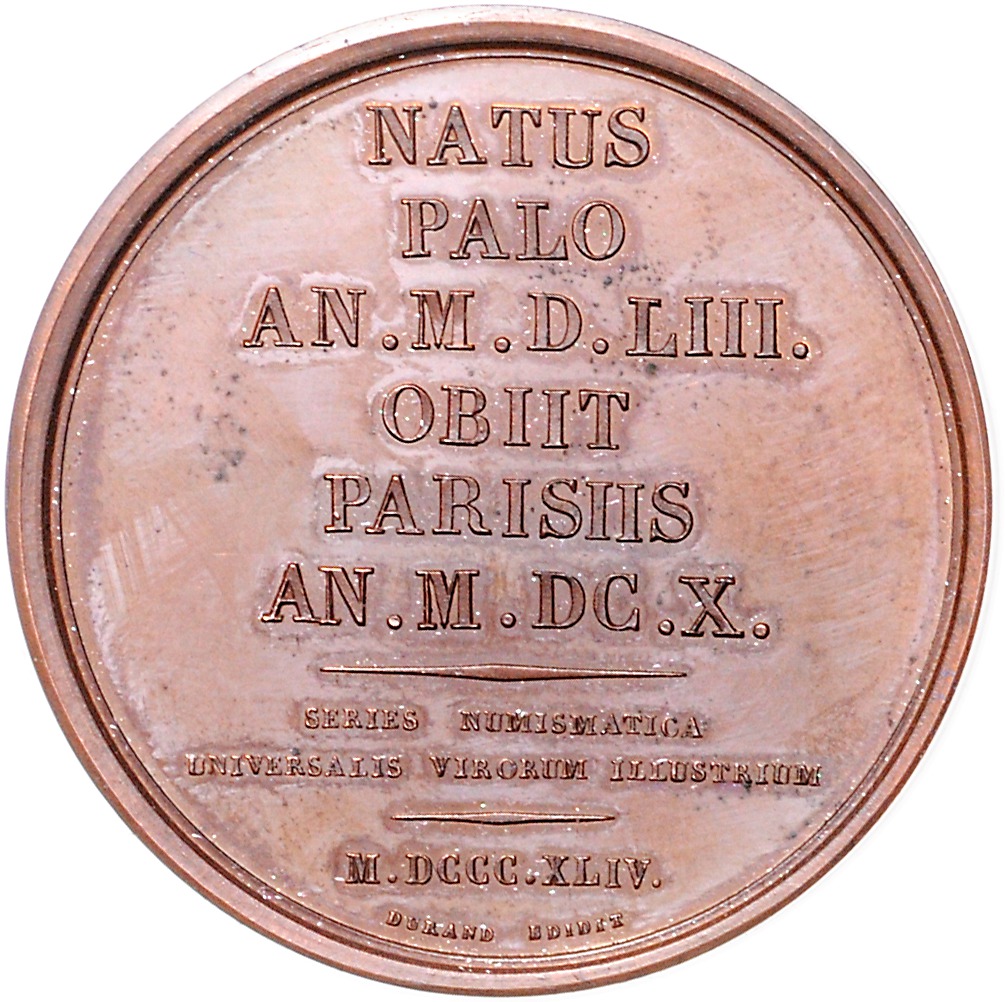 NATUS
PALO
AN.M.D.LIII.
OBIIT
PARISIIS
AN.M.DC.X.
SERIES NUMISMATICA
UNIVERSALIS VIRORUM ILLUSTRIUM
M.DCCC.XLIV.
DURAND EDIDIT